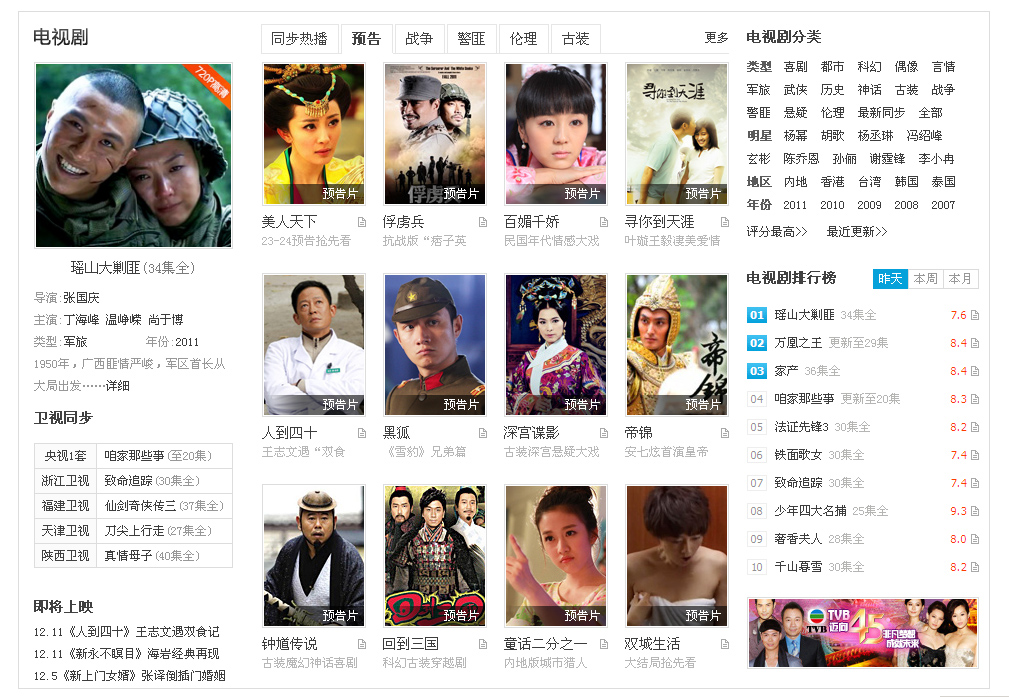 电视剧
720P高清
瑶山大剿匪(34集全)
导演:张国庆
主演:丁海峰 温峥嵘 尚于博
类型:军旅 年份:2011
1950年，广西匪情严峻，军区首长从
大局出发……详细
卫视同步
央视1套 咱家那些事(至20集)
浙江卫视 致命追踪(30集全)
福建卫视 仙剑奇侠传三(37集全)
天津卫视 刀尖上行走(27集全)
陕西卫视 真情母子(40集全)
即将上映
12.11《人到四十》王志文遇双食记
12.11《新永不瞑目》海岩经典再现
12.5《新上门女婿》张译倒插门婚姻
同步热播 预告 战争 警匪 伦理 古装 更多
预告片 预告片 预告片 预告片
寻你到天涯
美人天下 俘虏兵 百媚千娇 寻你到天涯
23-24预告抢先看 抗战版“痞子英 民国年代情感大戏 叶璇王毅谱美爱情
帝锦
预告片 预告片 预告片 预告片
人到四十 黑狐 深宫谍影 帝锦
王志文遇“双食 《雪豹》兄弟篇 古装深宫悬疑大戏 安七炫首演皇帝
预告片 预告片 预告片 预告片
钟馗传说 回到三国 童话二分之一 双城生活
古装魔幻神话喜剧 科幻古装穿越剧 内地版城市猎人 大结局抢先看
电视剧分类
类型 喜剧 都市 科幻 偶像 言情
军旅 武侠 历史 神话 古装 战争
警匪 悬疑 伦理 最新同步 全部
明星 杨幂 胡歌 杨丞琳 冯绍峰
玄彬 陈乔恩 孙俪 谢霆锋 李小冉
地区 内地 香港 台湾 韩国 泰国
年份 2011 2010 2009 2008 2007
评分最高>> 最近更新>>
电视剧排行榜 昨天 本周 本月
01 瑶山大剿匪 34集全 7.6
02 万凰之王 更新至29集 8.4
03 家产 36集全 8.4
04 咱家那些事 更新至20集 8.3
05 法证先锋3 30集全 8.2
06 铁面歌女 30集全 7.4
07 致命追踪 30集全 7.4
08 少年四大名捕 25集全 9.3
09 奢香夫人 28集全 8.0
10 千山暮雪 30集全 8.2
TVB
TVB 迈向45
非凡梦想
成就未来